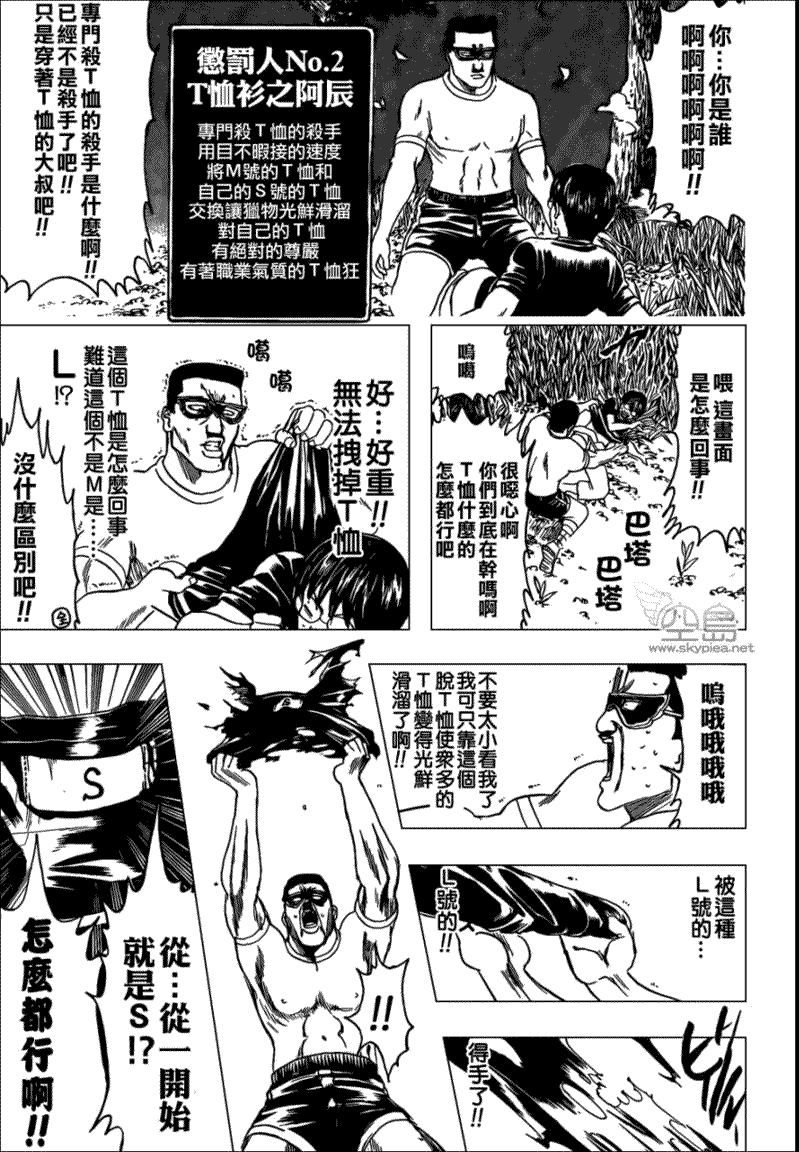 你…你是誰
啊啊啊啊啊啊!!
懲罰人No.2
T恤衫之阿辰
專門殺T恤的殺手
用目不暇接的速度
將M號的T恤和
自己的S號的T恤
交換讓獵物光鮮滑溜
對自己的T恤
有絕對的尊嚴
有著職業氣質的T恤狂
專門殺T恤的殺手是什麼啊!!
已經不是殺手了吧!!
只是穿著T恤的大叔吧!!
喂 這畫面
是怎麼回事!!
嗚噶
很噁心啊
你們到底在幹嗎啊
T恤什麼的
怎麼都行吧
巴塔
巴塔
好…好重!!
無法拽掉T恤
噶
噶
這個T恤是怎麼回事
難道這個不是M是……
L!?
沒什麼區別吧!!
空島
www.skypiea.net
嗚哦哦哦哦
不要太小看我了
我可只靠這個
脫T恤使眾多的
T恤變得光鮮
滑溜了啊!!
被這種
L號的…
L號的!!
得手了!!
!!
S
從…從一開始
就是S!?
怎麼都行啊!!